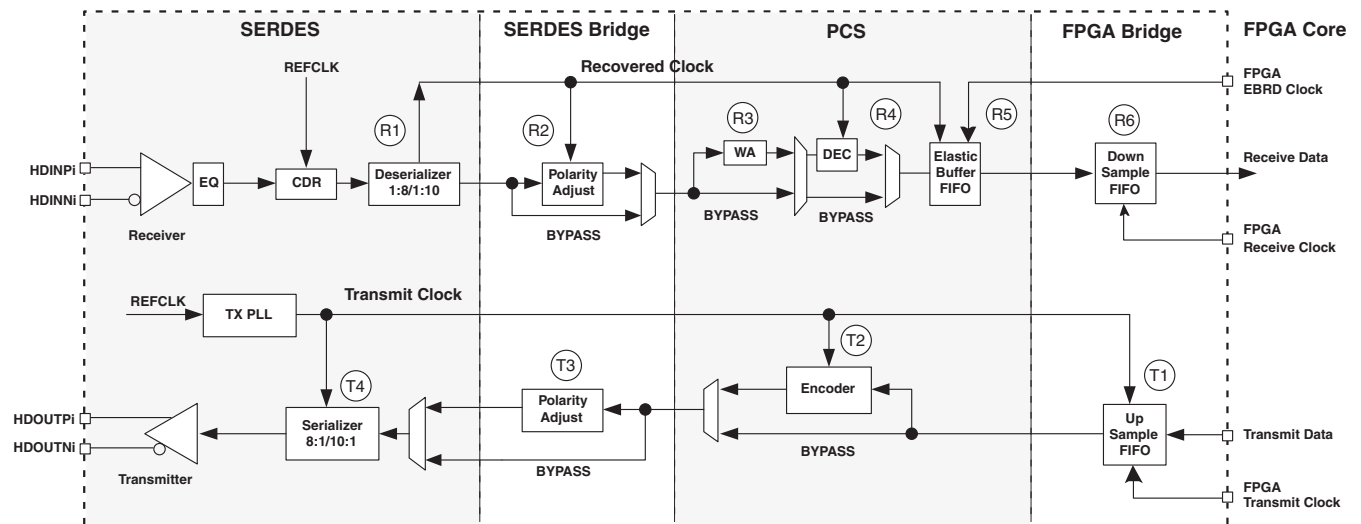 SERDES
SERDES Bridge
PCS
FPGA Bridge
FPGA Core
REFCLK
Recovered Clock
FPGA
EBRD Clock
R1
R2
R3
R4
R5
R6
HDINPi
HDINNi
EQ
CDR
Deserializer
1:8/1:10
Polarity
Adjust
WA
DEC
Elastic
Buffer
FIFO
Down
Sample
FIFO
Receive Data
BYPASS
BYPASS
BYPASS
Receiver
FPGA
Receive Clock
REFCLK
TX PLL
Transmit Clock
T4
T3
T2
T1
HDOUTPi
HDOUTNi
Serializer
8:1/10:1
Polarity
Adjust
Encoder
Up
Sample
FIFO
Transmit Data
BYPASS
BYPASS
Transmitter
FPGA
Transmit Clock